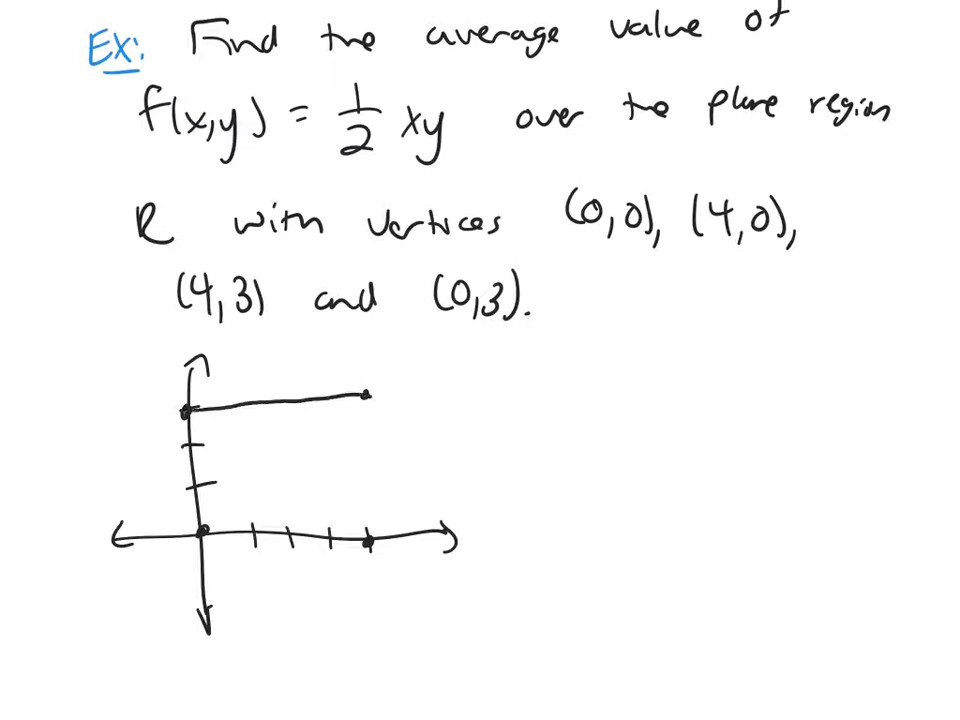 Ex: Find the average value of
f(x,y) = 1/2 xy over the plane region
R with vertices (0,0), (4,0),
(4,3) and (0,3).